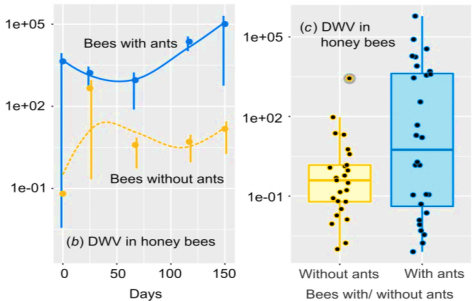 1e+05
1e+02
1e-01
Bees with ants
Bees without ants
(b) DWV in honey bees
0
50
100
150
Days
(c) DWV in
honey bees
1e+05
1e+02
1e-01
Without ants
With ants
Bees with/ without ants